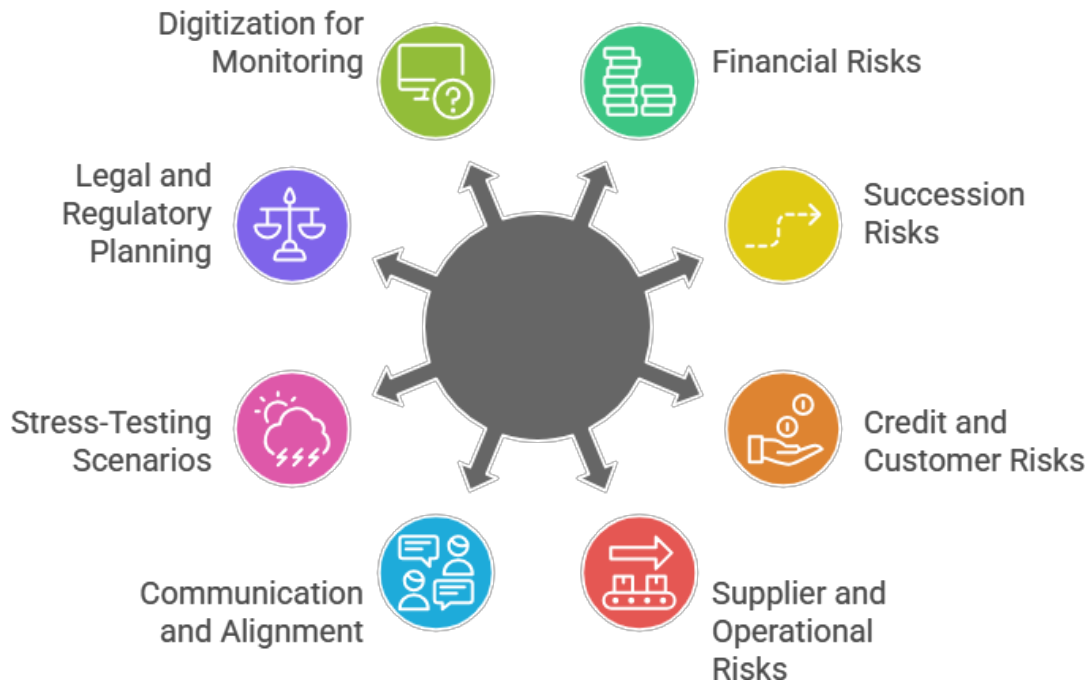 Digitization for
Monitoring
Financial Risks
Legal and
Regulatory
Planning
Succession
Risks
Stress-Testing
Scenarios
Credit and
Customer Risks
Communication
and Alignment
Supplier and
Operational
Risks